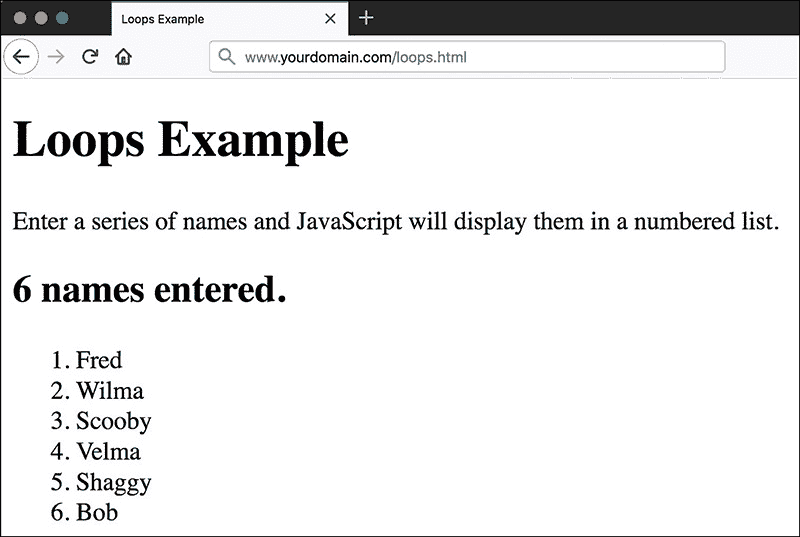 Loops Example
www.yourdomain.com/loops.html
Loops Example
Enter a series of names and JavaScript will display them in a numbered list.
6 names entered.
1. Fred
2. Wilma
3. Scooby
4. Velma
5. Shaggy
6. Bob